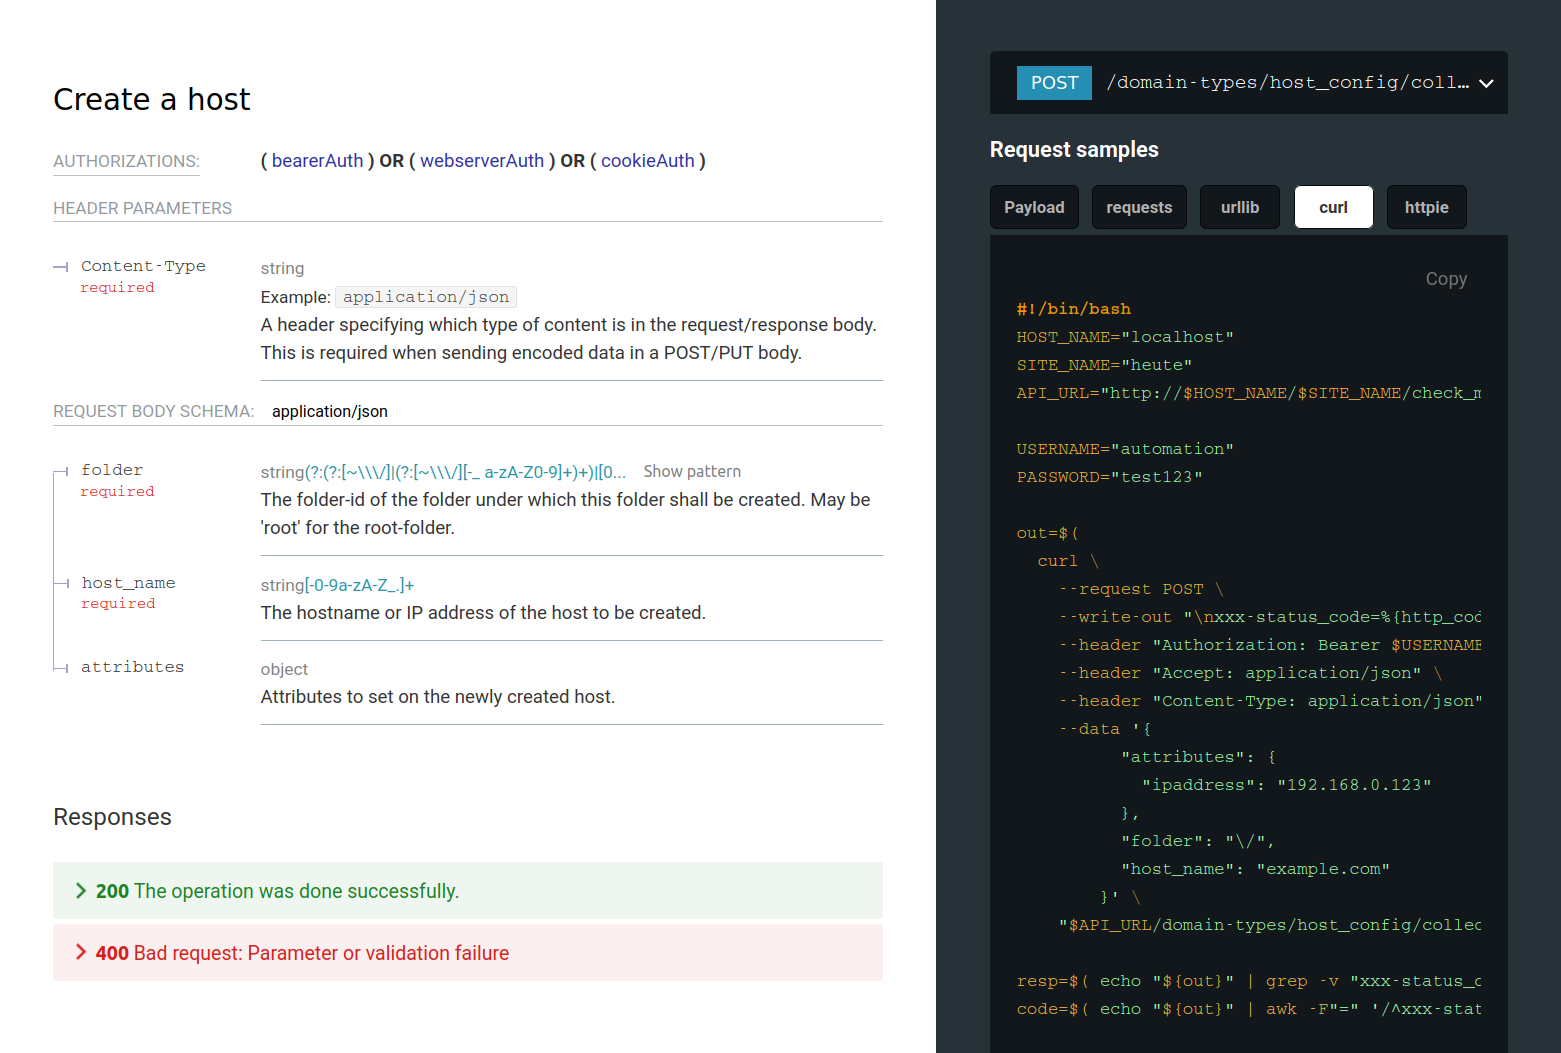 Create a host
AUTHORIZATIONS: ( bearerAuth ) OR ( webserverAuth ) OR ( cookieAuth )
HEADER PARAMETERS
Content-Type string
required
Example: application/json
A header specifying which type of content is in the request/response body.
This is required when sending encoded data in a POST/PUT body.
REQUEST BODY SCHEMA: application/json
folder string(?:(?:[~\\\/]|(?:[~\\\/][-_ a-zA-Z0-9]+)+)|[0... Show pattern
required
The folder-id of the folder under which this folder shall be created. May be
'root' for the root-folder.
host_name string[-0-9a-zA-Z_.]+
required
The hostname or IP address of the host to be created.
attributes object
Attributes to set on the newly created host.
Responses
200 The operation was done successfully.
400 Bad request: Parameter or validation failure
POST /domain-types/host_config/coll…
Request samples
Payload requests urllib curl httpie
Copy
#!/bin/bash
HOST_NAME="localhost"
SITE_NAME="heute"
API_URL="http://$HOST_NAME/$SITE_NAME/check_m
USERNAME="automation"
PASSWORD="test123"
out=$(
curl \
--request POST \
--write-out "\nxxx-status_code=%{http_cod
--header "Authorization: Bearer $USERNAME
--header "Accept: application/json" \
--header "Content-Type: application/json"
--data '{
"attributes": {
"ipaddress": "192.168.0.123"
},
"folder": "\/",
"host_name": "example.com"
}' \
"$API_URL/domain-types/host_config/collec
resp=$( echo "${out}" | grep -v "xxx-status_c
code=$( echo "${out}" | awk -F"=" '/^xxx-stat